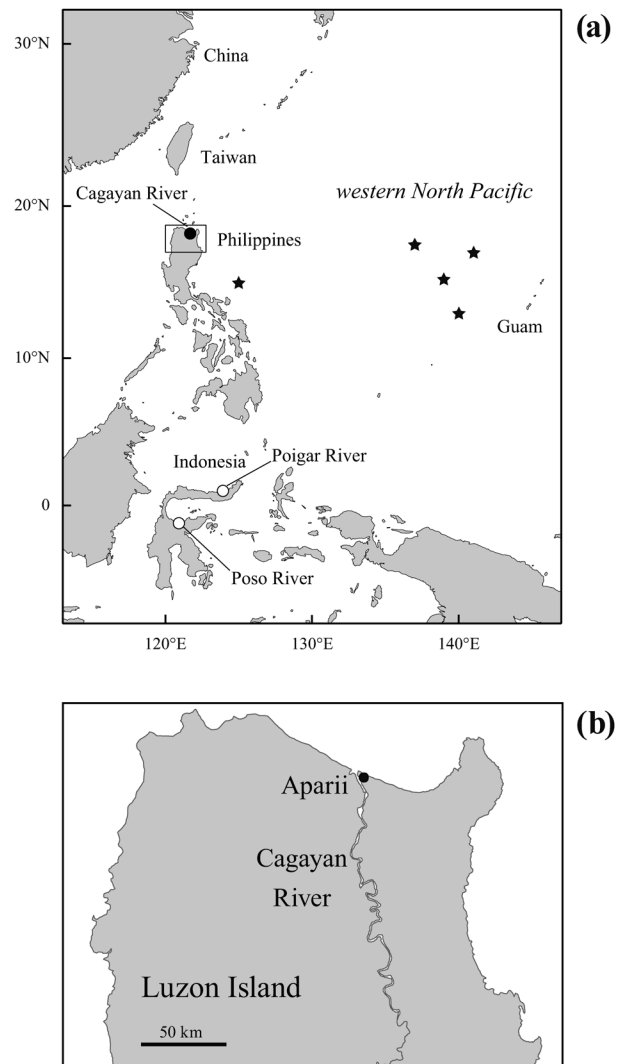 (a)
30°N
China
Taiwan
20°N
Cagayan River
western North Pacific
Philippines
Guam
10°N
Indonesia
Poigar River
0
Poso River
120°E
130°E
140°E
(b)
Aparii
Cagayan
River
Luzon Island
50 km